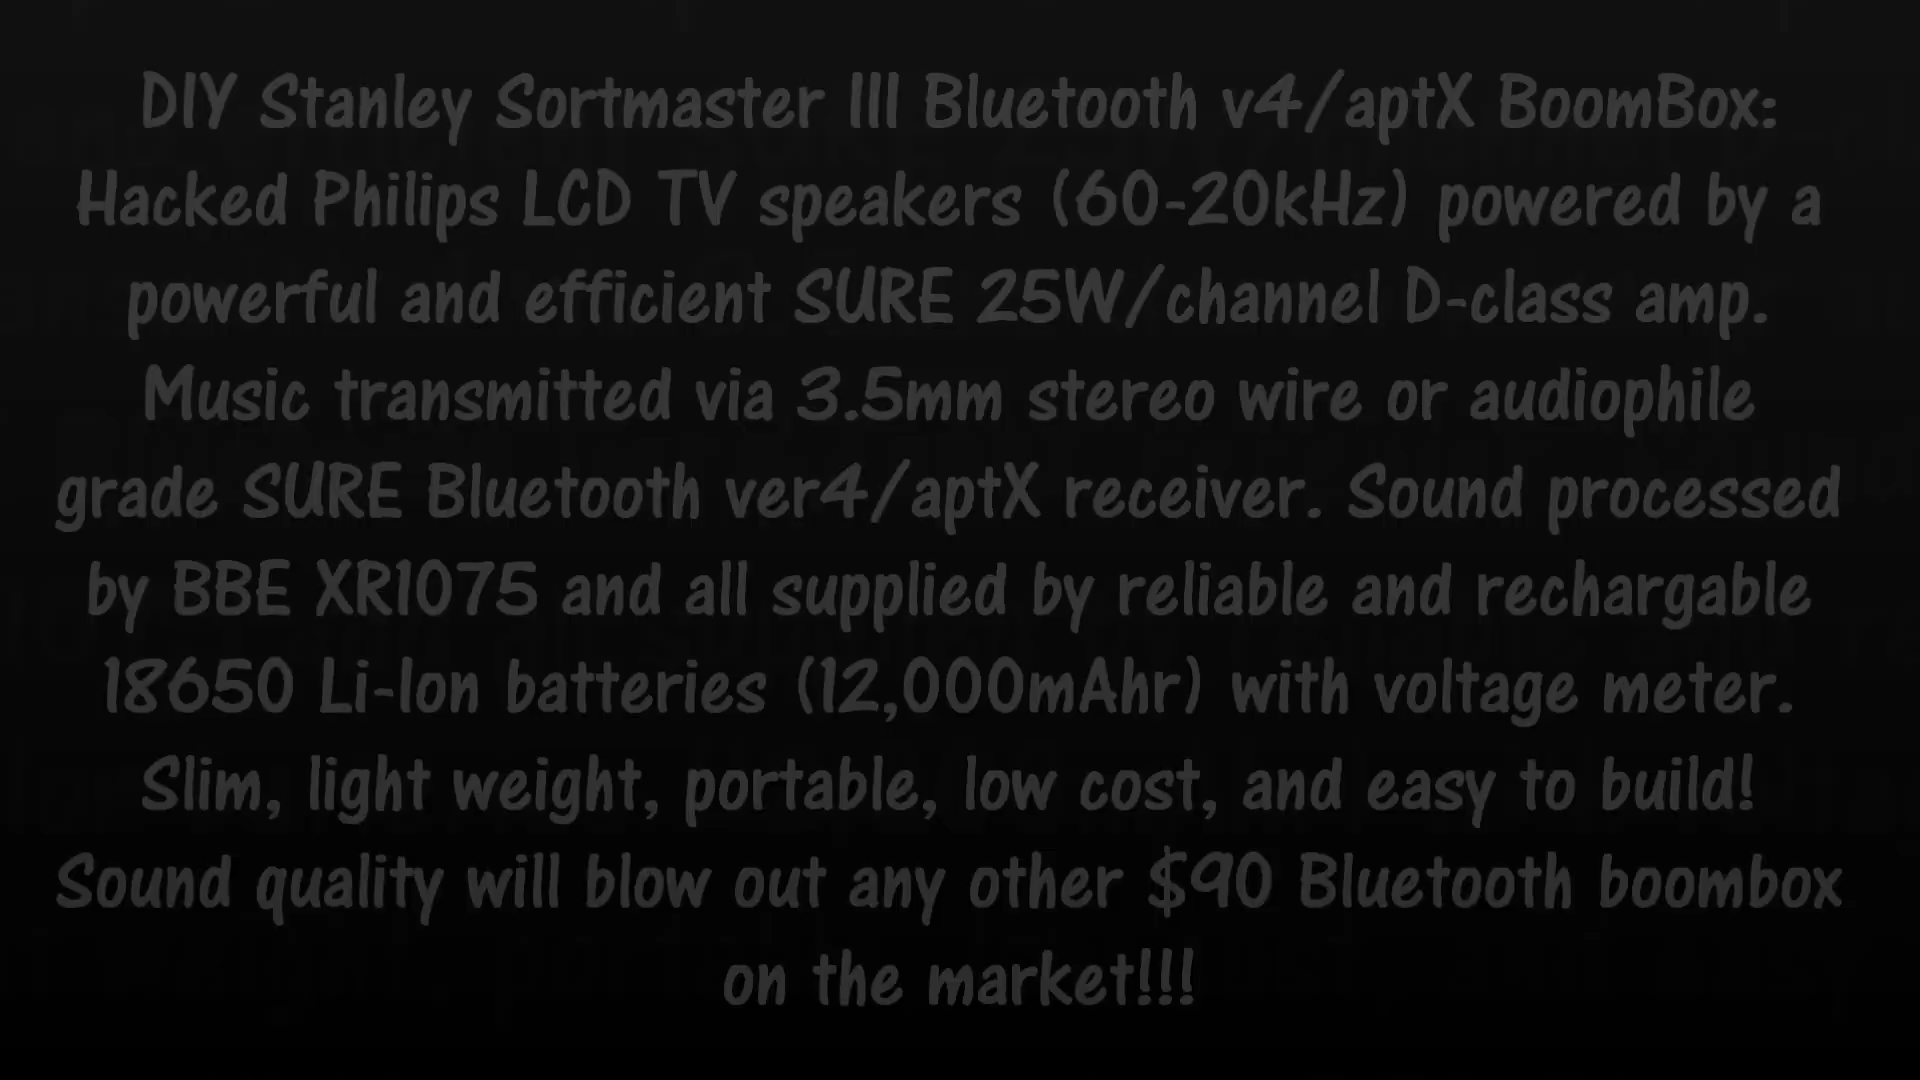 DIY Stanley Sortmaster III Bluetooth v4/aptX BoomBox:
Hacked Philips LCD TV speakers (60-20kHz) powered by a
powerful and efficient SURE 25W/channel D-class amp.
Music transmitted via 3.5mm stereo wire or audiophile
grade SURE Bluetooth ver4/aptX receiver. Sound processed
by BBE XR1075 and all supplied by reliable and rechargable
18650 Li-Ion batteries (12,000mAhr) with voltage meter.
Slim, light weight, portable, low cost, and easy to build!
Sound quality will blow out any other $90 Bluetooth boombox
on the market!!!